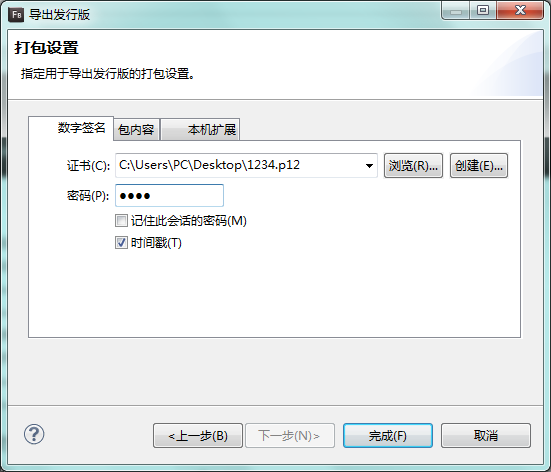 Fb 导出发行版
打包设置
指定用于导出发行版的打包设置。
数字签名 包内容 本机扩展
证书(C): C:\Users\PC\Desktop\1234.p12 浏览(R)... 创建(E)...
密码(P): ●●●●
记住此会话的密码(M)
时间戳(T)
? <上一步(B) 下一步(N)> 完成(F) 取消